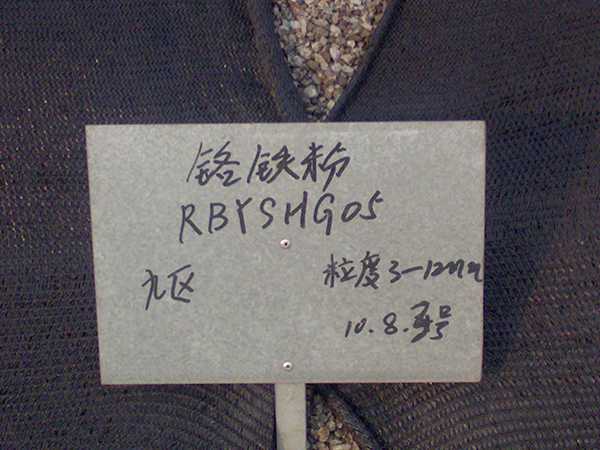 铬铁粉
RBYSHG05
九区
粒度3-12mm
10.8.号